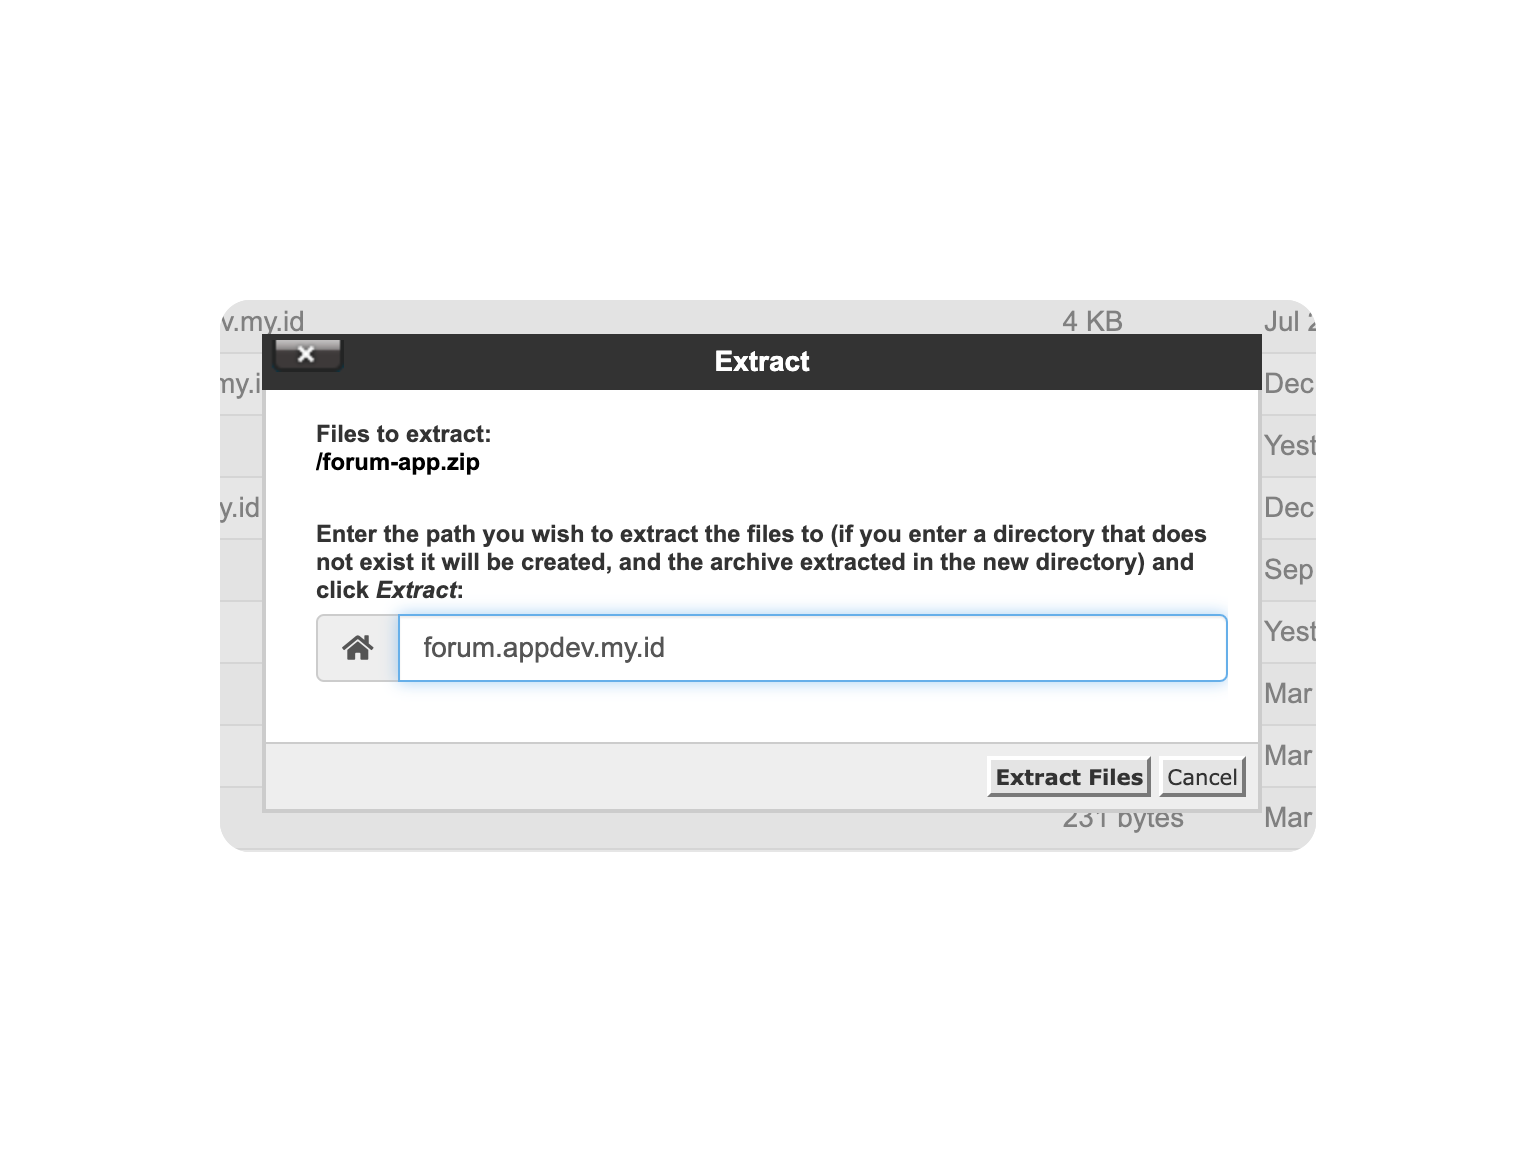 v.my.id 4 KB Jul
Extract
my.i Dec
Files to extract:
/forum-app.zip
Yest
y.id Dec
Enter the path you wish to extract the files to (if you enter a directory that does
not exist it will be created, and the archive extracted in the new directory) and
click Extract:
Sep
forum.appdev.my.id
Yest
Mar
Mar
Extract Files Cancel
231 bytes Mar